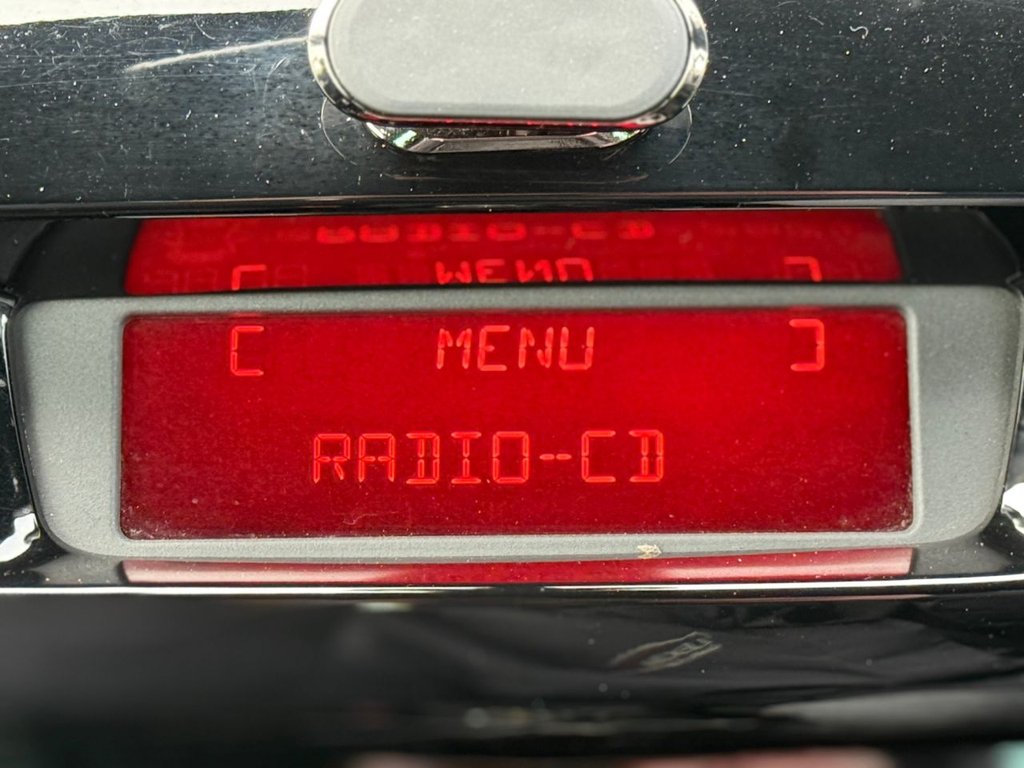 [ MENU ]
RADIO-CD